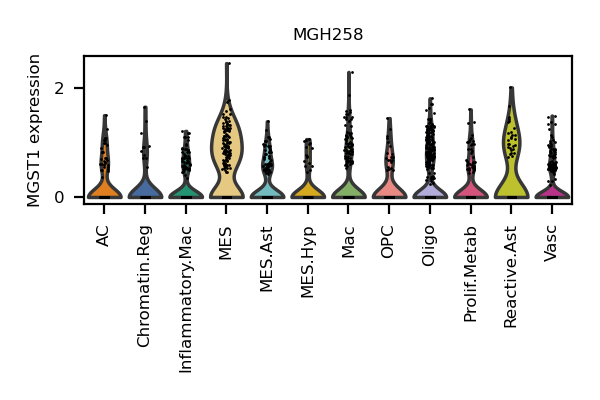 MGH258
MGST1 expression
2
0
AC
Chromatin.Reg
Inflammatory.Mac
MES
MES.Ast
MES.Hyp
Mac
OPC
Oligo
Prolif.Metab
Reactive.Ast
Vasc